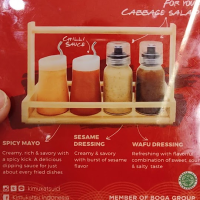 FOR YOU
CABBAGE SALAD
CHILLI
SAUCE
SPICY MAYO
Creamy, rich & savory with
a spicy kick. A delicious
dipping sauce for just
about every fried dishes
SESAME
DRESSING
Creamy & savory
with burst of sesame
flavor
WAFU DRESSING
Refreshing with flavorful
combination of sweet, sour
& salty taste
MEMBER OF BOGA GROUP